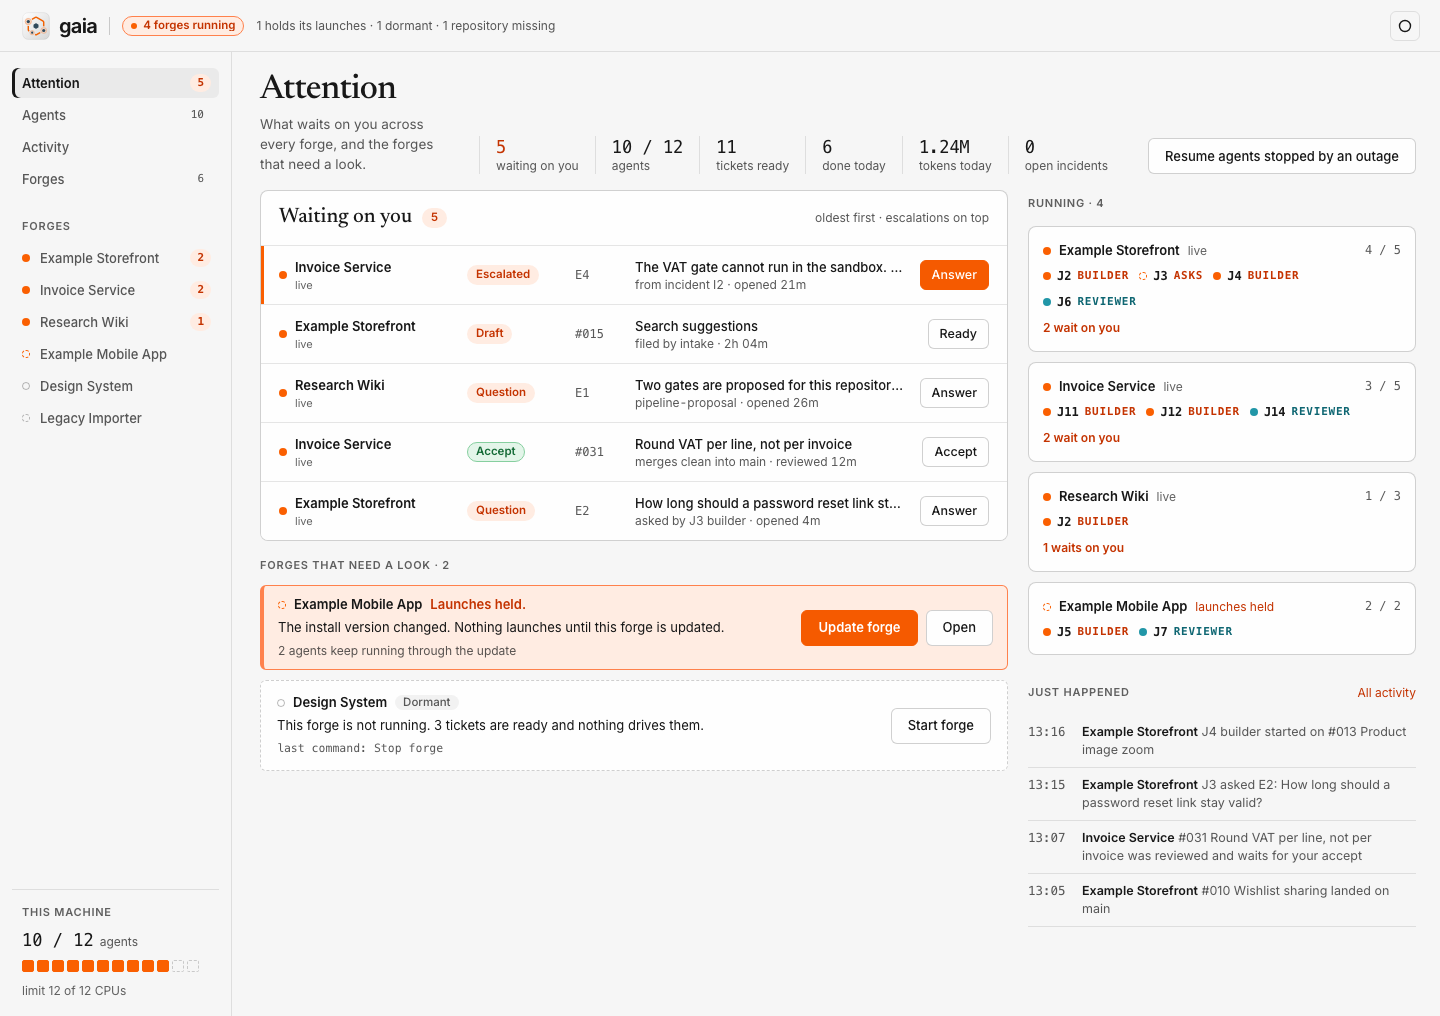 gaia
4 forges running
1 holds its launches · 1 dormant · 1 repository missing
Attention 5
Agents 10
Activity
Forges 6
FORGES
Example Storefront 2
Invoice Service 2
Research Wiki 1
Example Mobile App
Design System
Legacy Importer
THIS MACHINE
10 / 12 agents
limit 12 of 12 CPUs
Attention
What waits on you across
every forge, and the forges
that need a look.
5
waiting on you
10 / 12
agents
11
tickets ready
6
done today
1.24M
tokens today
0
open incidents
Resume agents stopped by an outage
Waiting on you 5
oldest first · escalations on top
Invoice Service
live
Escalated
E4
The VAT gate cannot run in the sandbox. ...
from incident I2 · opened 21m
Answer
Example Storefront
live
Draft
#015
Search suggestions
filed by intake · 2h 04m
Ready
Research Wiki
live
Question
E1
Two gates are proposed for this repositor...
pipeline-proposal · opened 26m
Answer
Invoice Service
live
Accept
#031
Round VAT per line, not per invoice
merges clean into main · reviewed 12m
Accept
Example Storefront
live
Question
E2
How long should a password reset link st...
asked by J3 builder · opened 4m
Answer
FORGES THAT NEED A LOOK · 2
Example Mobile App Launches held.
The install version changed. Nothing launches until this forge is updated.
2 agents keep running through the update
Update forge
Open
Design System Dormant
This forge is not running. 3 tickets are ready and nothing drives them.
last command: Stop forge
Start forge
RUNNING · 4
Example Storefront live 4 / 5
J2 BUILDER J3 ASKS J4 BUILDER
J6 REVIEWER
2 wait on you
Invoice Service live 3 / 5
J11 BUILDER J12 BUILDER J14 REVIEWER
2 wait on you
Research Wiki live 1 / 3
J2 BUILDER
1 waits on you
Example Mobile App launches held 2 / 2
J5 BUILDER J7 REVIEWER
JUST HAPPENED All activity
13:16 Example Storefront J4 builder started on #013 Product
image zoom
13:15 Example Storefront J3 asked E2: How long should a
password reset link stay valid?
13:07 Invoice Service #031 Round VAT per line, not per
invoice was reviewed and waits for your accept
13:05 Example Storefront #010 Wishlist sharing landed on
main